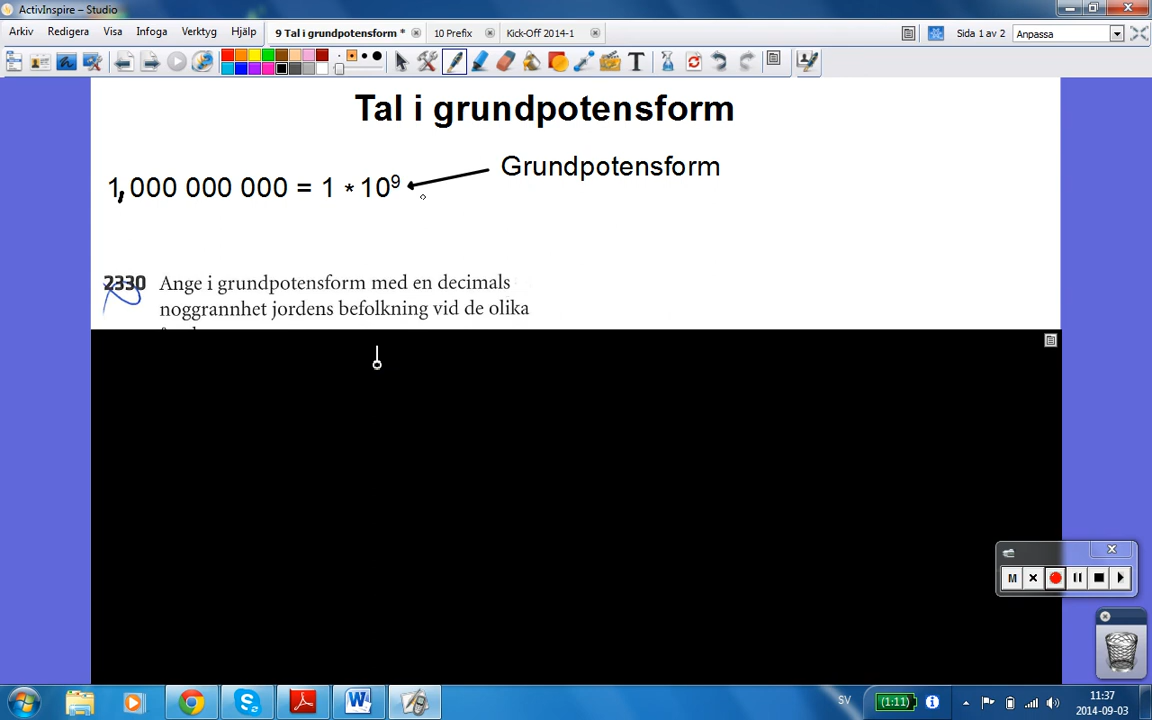 ActivInspire – Studio
Arkiv Redigera Visa Infoga Verktyg Hjälp
9 Tal i grundpotensform * 10 Prefix Kick-Off 2014-1
Sida 1 av 2 Anpassa
Tal i grundpotensform
Grundpotensform
1,000 000 000 = 1 * 10⁹
2330 Ange i grundpotensform med en decimals
noggrannhet jordens befolkning vid de olika
M
SV (1:11) 11:37
2014-09-03